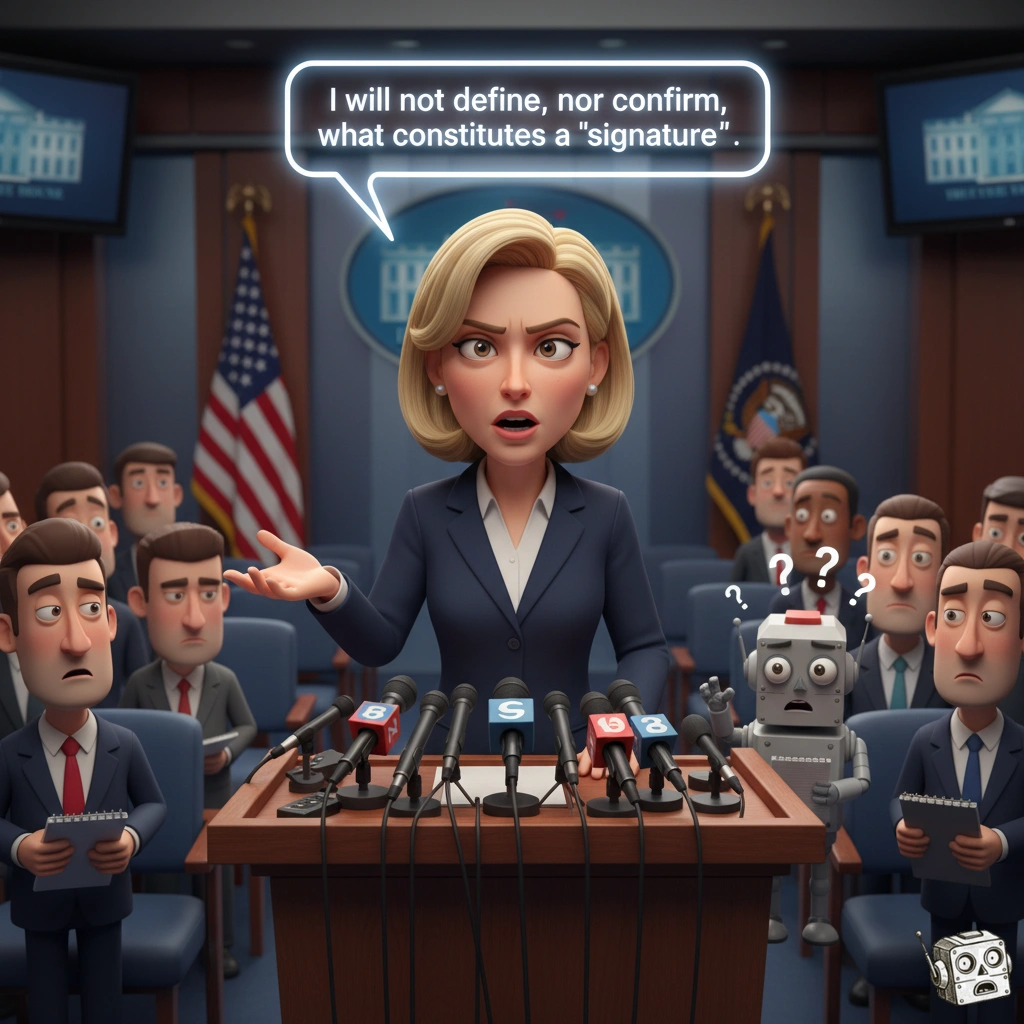 I will not define, nor confirm,
what constitutes a "signature".
? ? ? ?